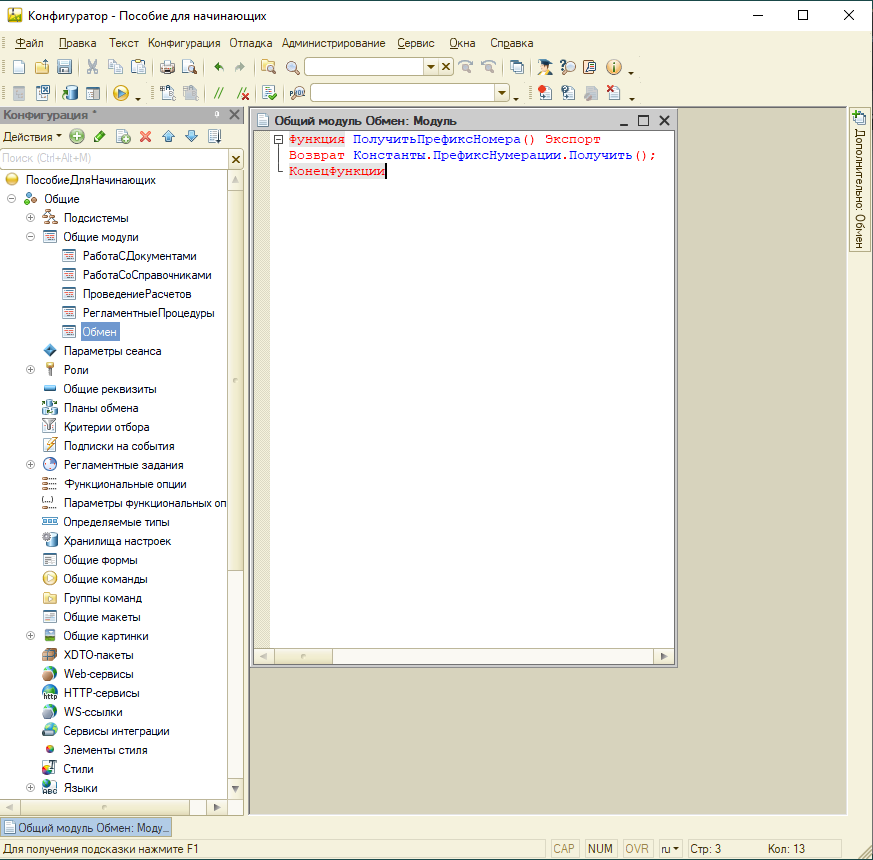 Конфигуратор - Пособие для начинающих
Файл Правка Текст Конфигурация Отладка Администрирование Сервис Окна Справка
Конфигурация *
Действия
Поиск (Ctrl+Alt+M)
ПособиеДляНачинающих
Общие
Подсистемы
Общие модули
РаботаСДокументами
РаботаСоСправочниками
ПроведениеРасчетов
РегламентныеПроцедуры
Обмен
Параметры сеанса
Роли
Общие реквизиты
Планы обмена
Критерии отбора
Подписки на события
Регламентные задания
Функциональные опции
Параметры функциональных оп
Определяемые типы
Хранилища настроек
Общие формы
Общие команды
Группы команд
Общие макеты
Общие картинки
XDTO-пакеты
Web-сервисы
HTTP-сервисы
WS-ссылки
Сервисы интеграции
Элементы стиля
Стили
Языки
Общий модуль Обмен: Модуль
Функция ПолучитьПрефиксНомера() Экспорт
Возврат Константы.ПрефиксНумерации.Получить();
КонецФункции
Дополнительно: Обмен
Общий модуль Обмен: Моду...
Для получения подсказки нажмите F1
CAP NUM OVR ru Стр: 3 Кол: 13